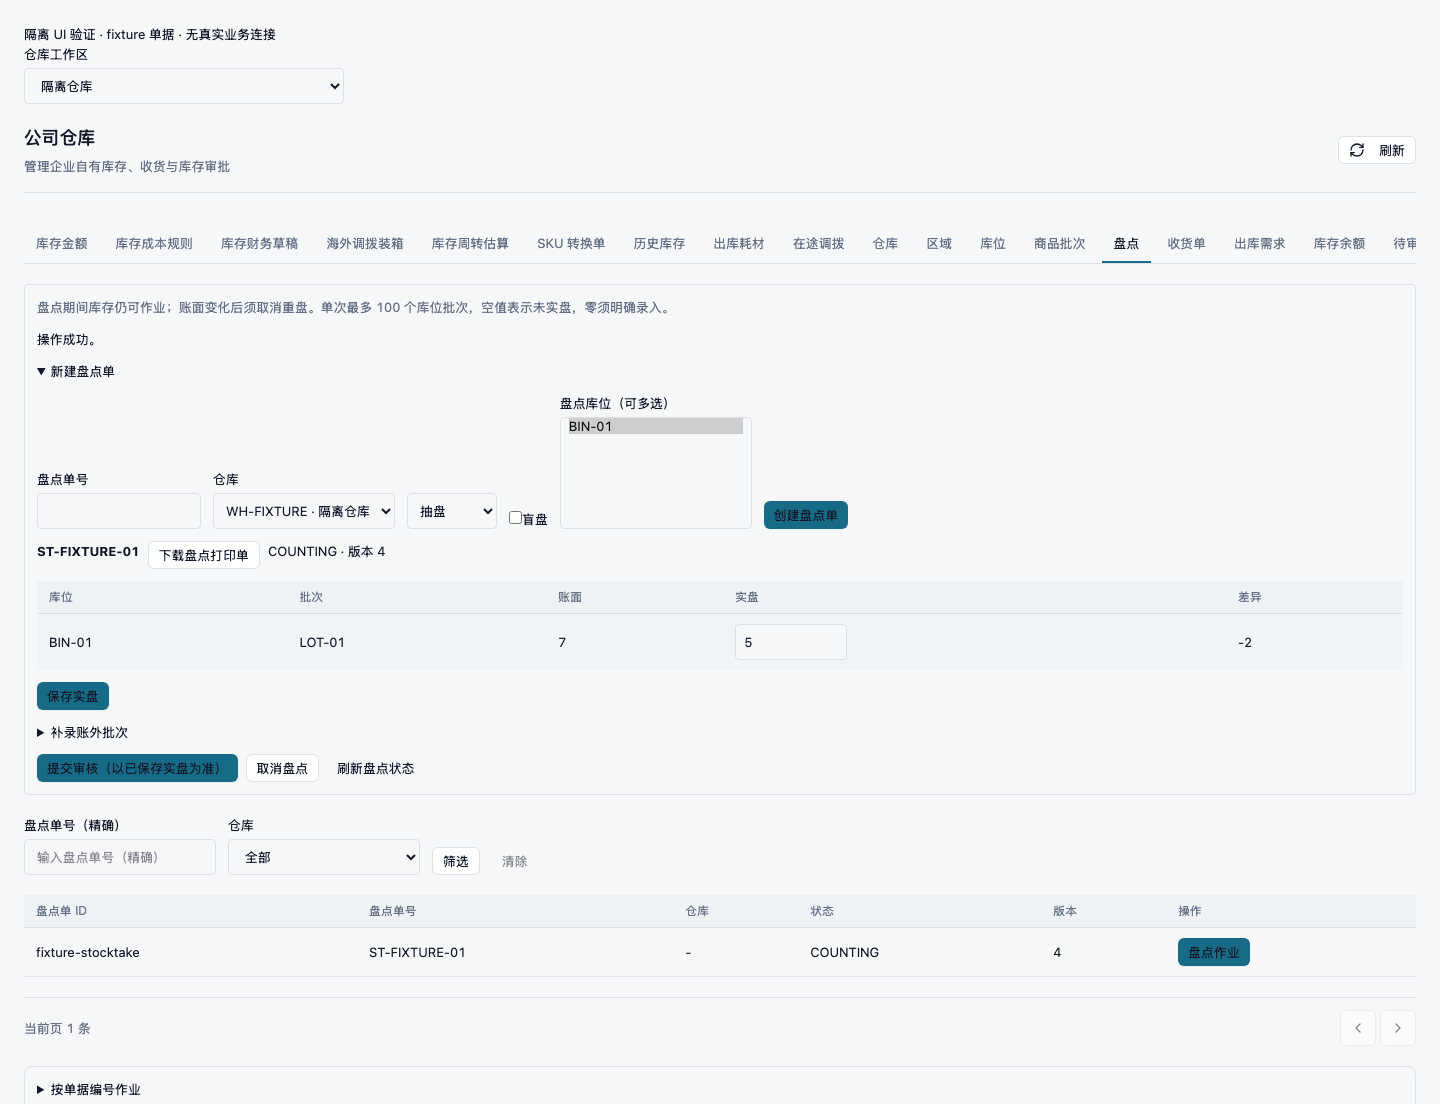 隔离 UI 验证 · fixture 单据 · 无真实业务连接
仓库工作区
隔离仓库
公司仓库
管理企业自有库存、收货与库存审批
刷新
库存金额 库存成本规则 库存财务草稿 海外调拨装箱 库存周转估算 SKU 转换单 历史库存 出库耗材 在途调拨 仓库 区域 库位 商品批次 盘点 收货单 出库需求 库存余额 待审
盘点期间库存仍可作业；账面变化后须取消重盘。单次最多 100 个库位批次，空值表示未实盘，零须明确录入。
操作成功。
▼ 新建盘点单
盘点库位（可多选）
BIN-01
盘点单号 仓库
WH-FIXTURE · 隔离仓库 抽盘 盲盘 创建盘点单
ST-FIXTURE-01 下载盘点打印单 COUNTING · 版本 4
库位 批次 账面 实盘 差异
BIN-01 LOT-01 7 5 -2
保存实盘
▶ 补录账外批次
提交审核（以已保存实盘为准） 取消盘点 刷新盘点状态
盘点单号（精确） 仓库
输入盘点单号（精确） 全部 筛选 清除
盘点单 ID 盘点单号 仓库 状态 版本 操作
fixture-stocktake ST-FIXTURE-01 - COUNTING 4 盘点作业
当前页 1 条
▶ 按单据编号作业